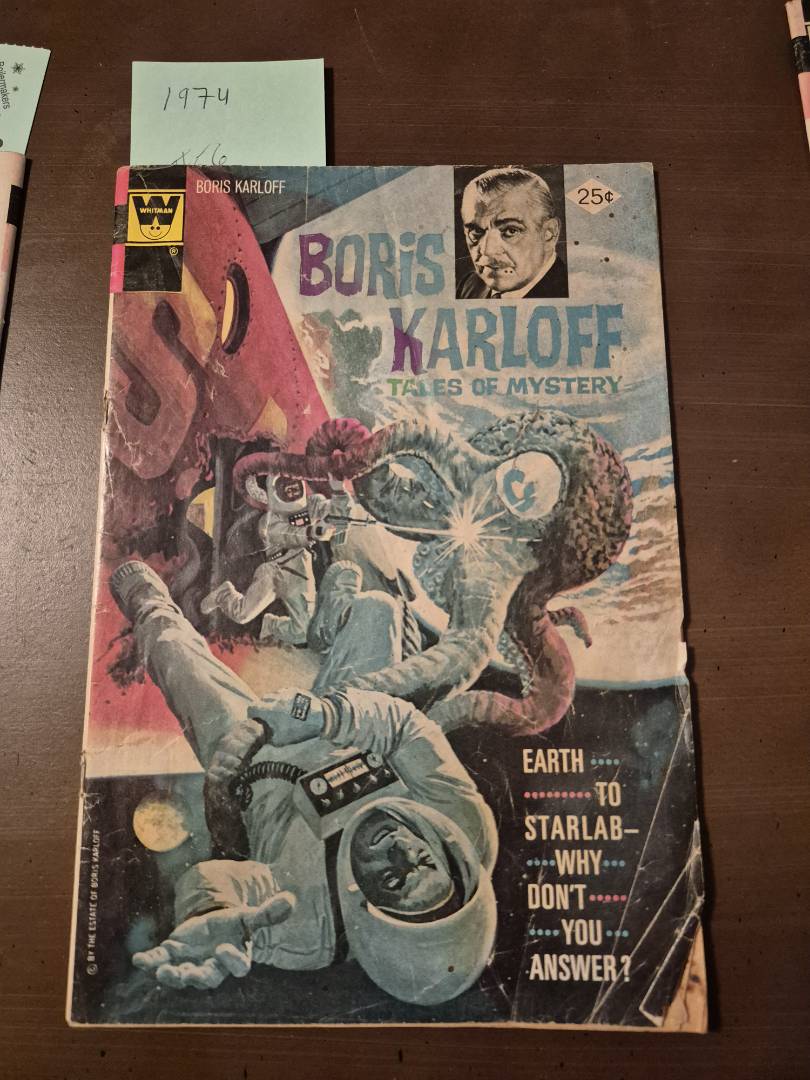 Boilermakers
1974
BORIS KARLOFF
WHITMAN
®
25¢
BORIS
KARLOFF
TALES OF MYSTERY
EARTH ....
......... TO
STARLAB–
....WHY...
DON'T.....
....YOU...
ANSWER?
© BY THE ESTATE OF BORIS KARLOFF